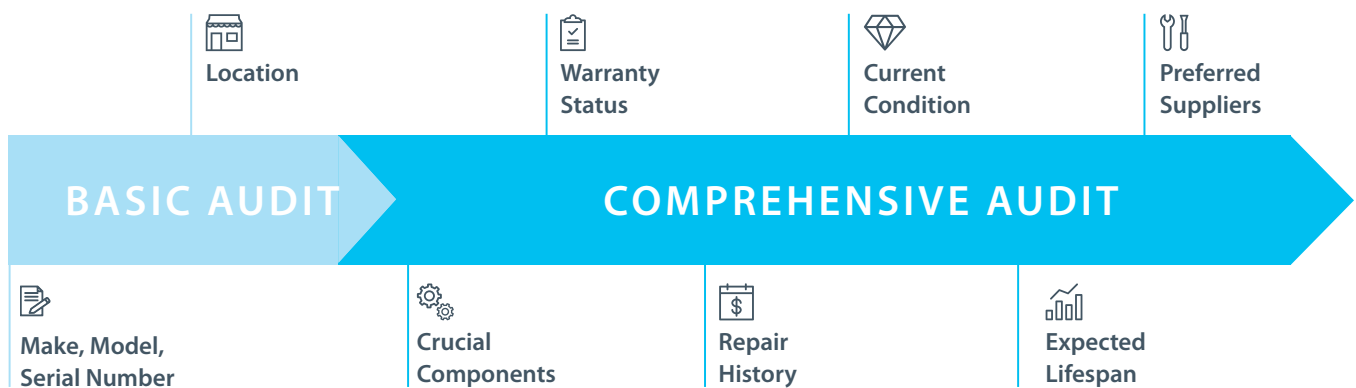 Location
Warranty
Status
Current
Condition
Preferred
Suppliers
BASIC AUDIT
COMPREHENSIVE AUDIT
Make, Model,
Serial Number
Crucial
Components
$
Repair
History
Expected
Lifespan